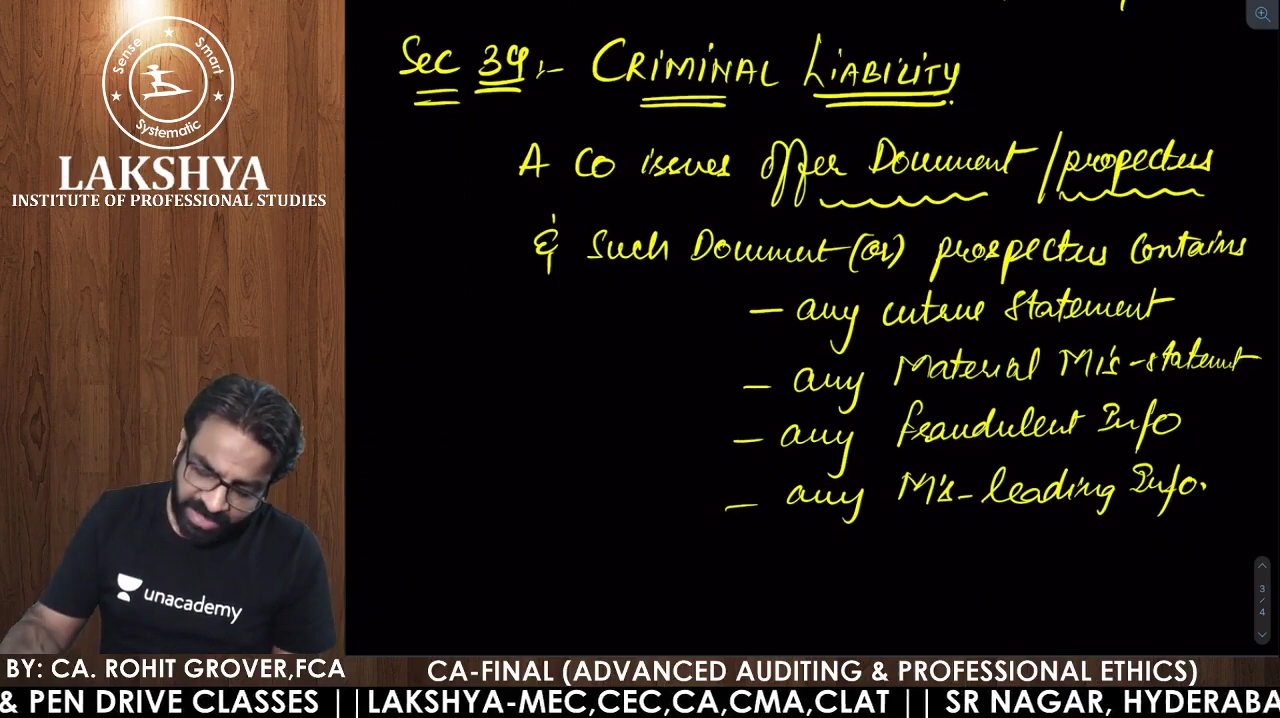 Sense
Smart
Systematic
LAKSHYA
INSTITUTE OF PROFESSIONAL STUDIES
Sec 34:- CRIMINAL LIABILITY
A Co issues offer Document / prospectus
& Such Document (or) prospectus Contains
- any untrue Statement
- any Material Mis-statement
- any fraudulent Info
- any Mis-leading Info.
unacademy
3
/
4
BY: CA. ROHIT GROVER,FCA
CA-FINAL (ADVANCED AUDITING & PROFESSIONAL ETHICS)
& PEN DRIVE CLASSES ||LAKSHYA-MEC,CEC,CA,CMA,CLAT || SR NAGAR, HYDERABA